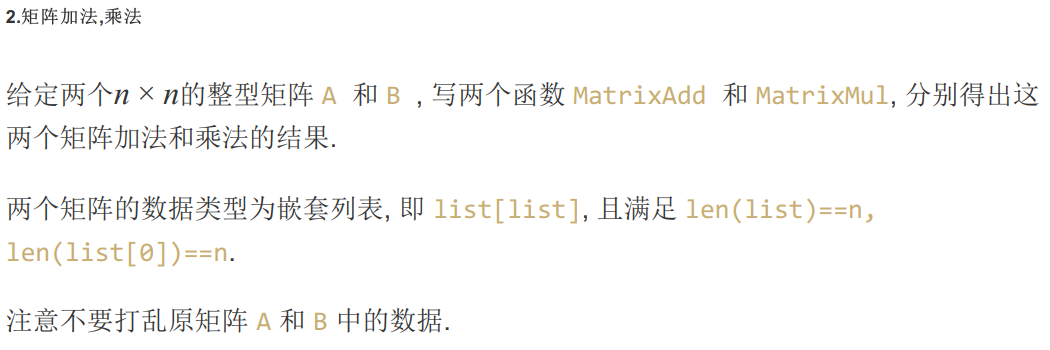 2.矩阵加法,乘法
给定两个n × n的整型矩阵 A 和 B , 写两个函数 MatrixAdd 和 MatrixMul, 分别得出这
两个矩阵加法和乘法的结果.
两个矩阵的数据类型为嵌套列表, 即 list[list], 且满足 len(list)==n,
len(list[0])==n.
注意不要打乱原矩阵 A 和 B 中的数据.